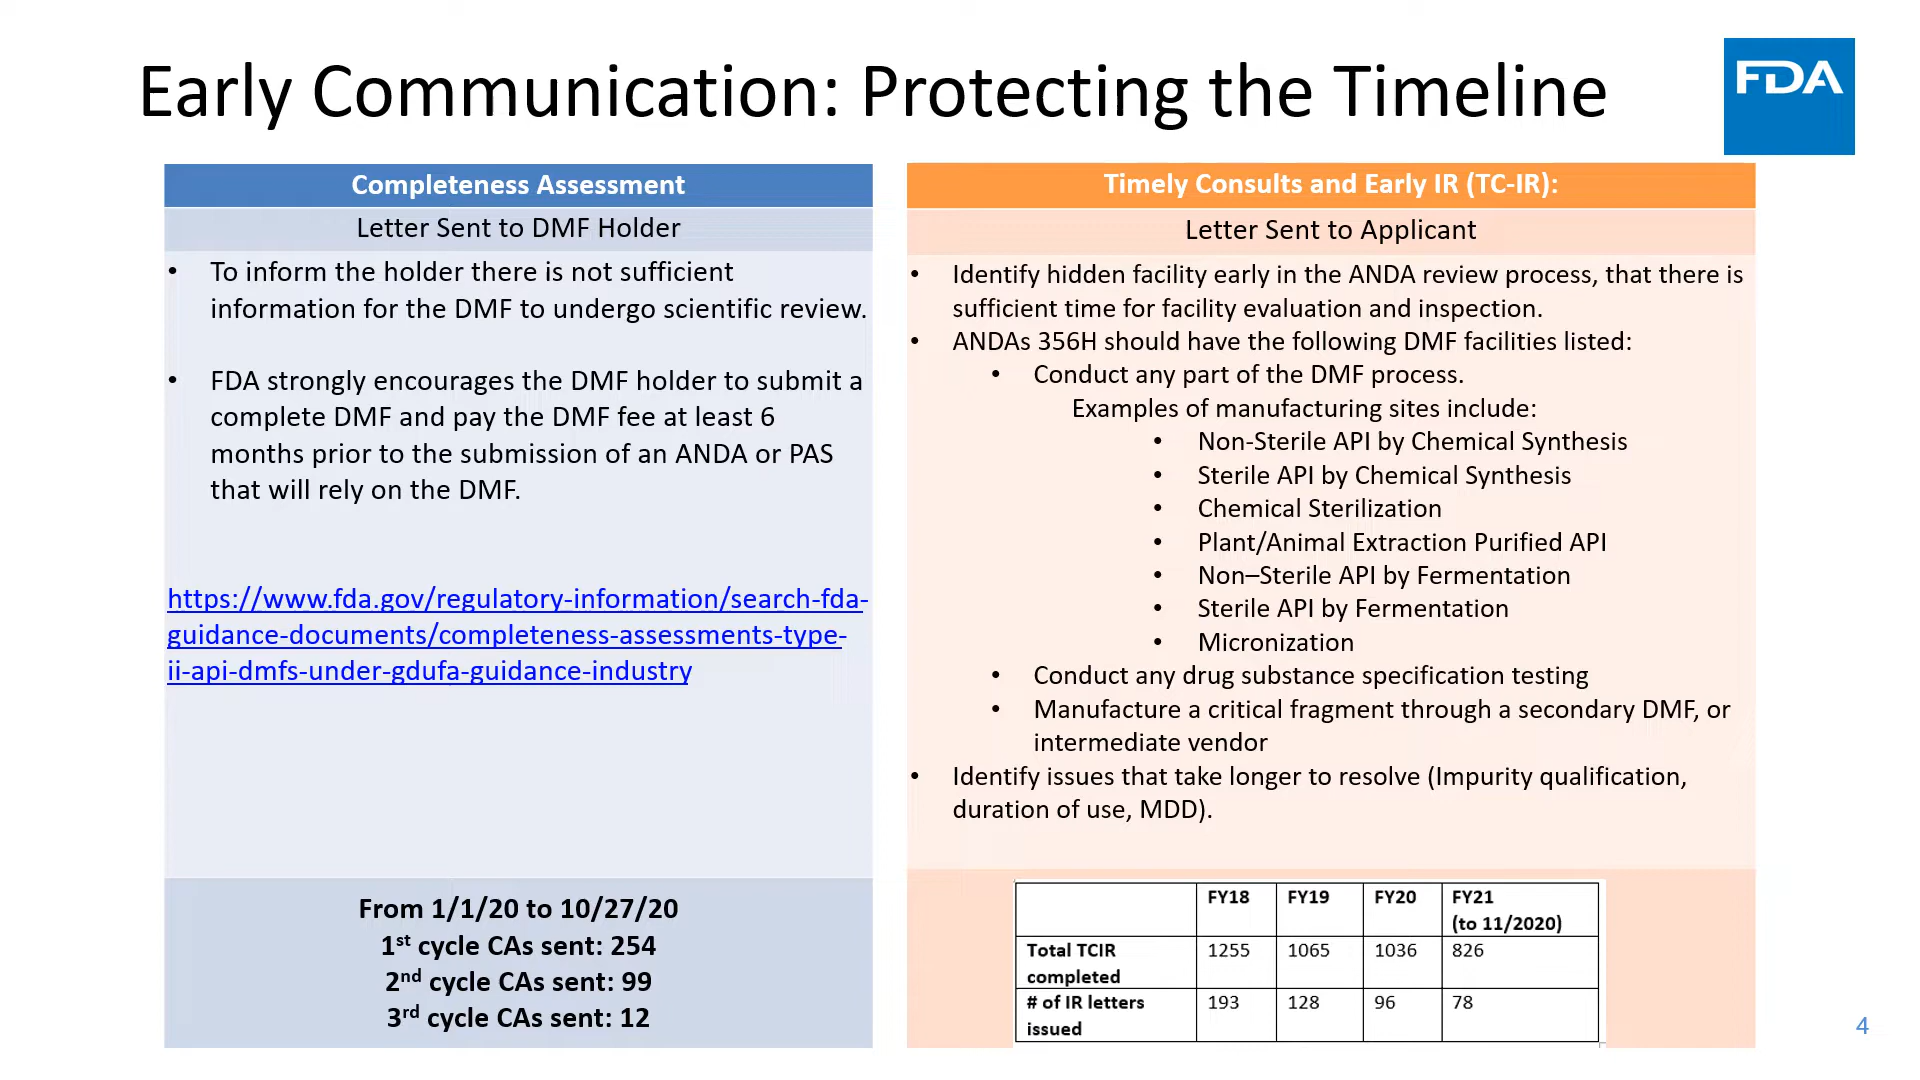 Early Communication: Protecting the Timeline
FDA
Completeness Assessment
Letter Sent to DMF Holder
• To inform the holder there is not sufficient
information for the DMF to undergo scientific review.
• FDA strongly encourages the DMF holder to submit a
complete DMF and pay the DMF fee at least 6
months prior to the submission of an ANDA or PAS
that will rely on the DMF.
https://www.fda.gov/regulatory-information/search-fda-
guidance-documents/completeness-assessments-type-
ii-api-dmfs-under-gdufa-guidance-industry
From 1/1/20 to 10/27/20
1st cycle CAs sent: 254
2nd cycle CAs sent: 99
3rd cycle CAs sent: 12
Timely Consults and Early IR (TC-IR):
Letter Sent to Applicant
• Identify hidden facility early in the ANDA review process, that there is
sufficient time for facility evaluation and inspection.
• ANDAs 356H should have the following DMF facilities listed:
• Conduct any part of the DMF process.
Examples of manufacturing sites include:
• Non-Sterile API by Chemical Synthesis
• Sterile API by Chemical Synthesis
• Chemical Sterilization
• Plant/Animal Extraction Purified API
• Non–Sterile API by Fermentation
• Sterile API by Fermentation
• Micronization
• Conduct any drug substance specification testing
• Manufacture a critical fragment through a secondary DMF, or
intermediate vendor
• Identify issues that take longer to resolve (Impurity qualification,
duration of use, MDD).
FY18 FY19 FY20 FY21
(to 11/2020)
Total TCIR 1255 1065 1036 826
completed
# of IR letters 193 128 96 78
issued
4